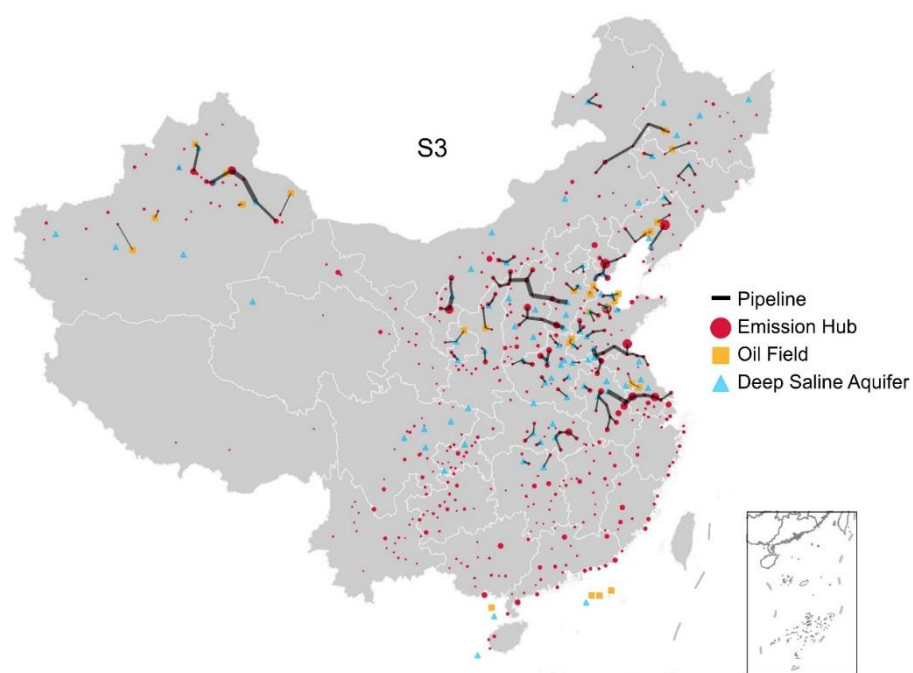 S3
Pipeline
Emission Hub
Oil Field
Deep Saline Aquifer